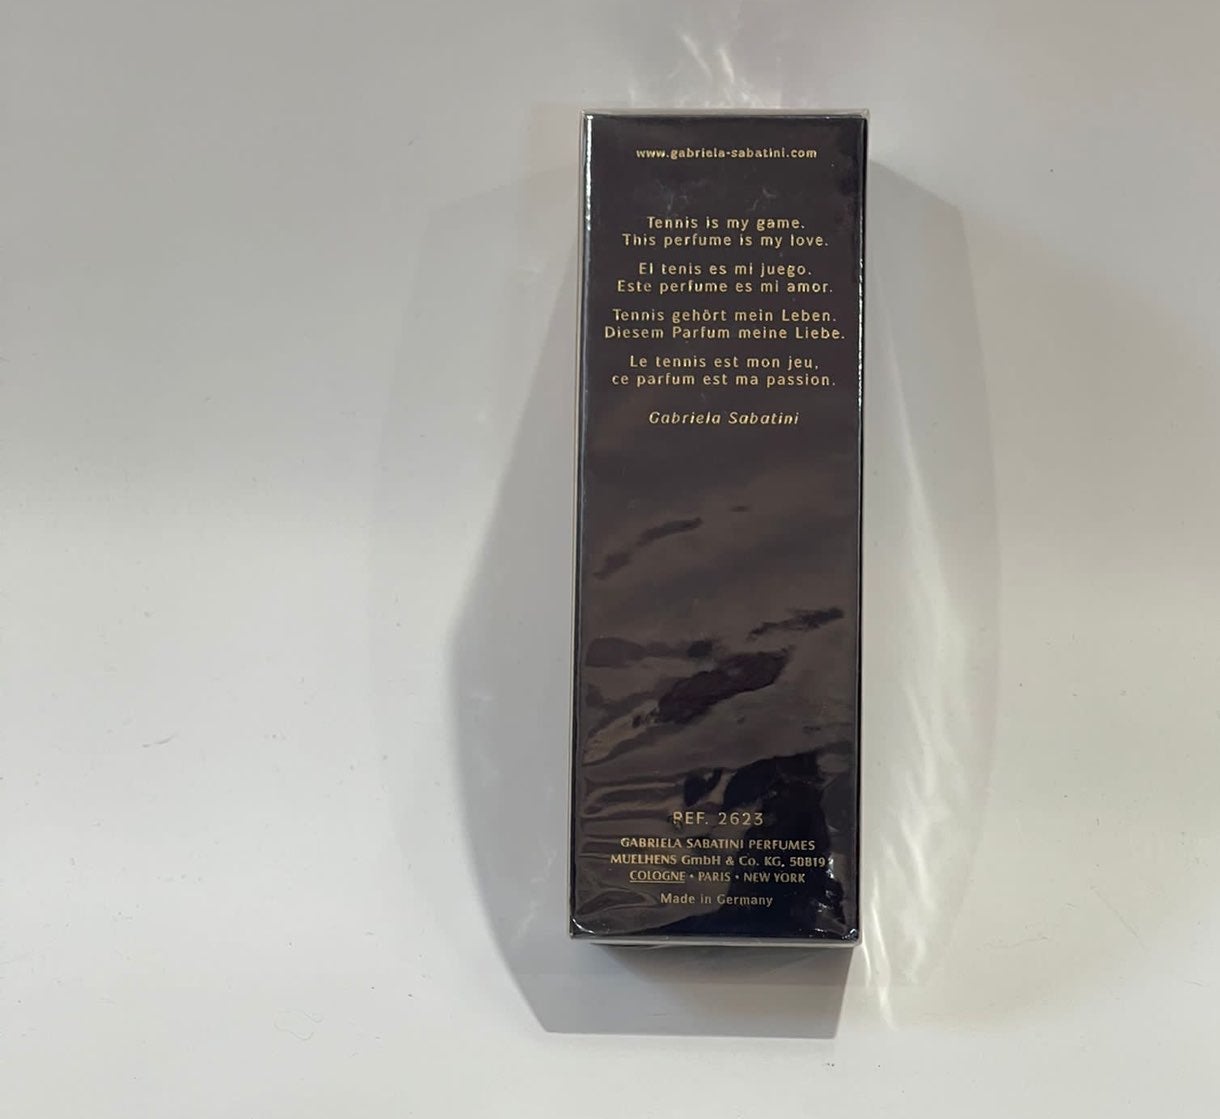 www.gabriela-sabatini.com
Tennis is my game.
This perfume is my love.
El tenis es mi juego.
Este perfume es mi amor.
Tennis gehört mein Leben.
Diesem Parfum meine Liebe.
Le tennis est mon jeu,
ce parfum est ma passion.
Gabriela Sabatini
REF. 2623
GABRIELA SABATINI PERFUMES
MUELHENS GmbH & Co. KG, 50819
COLOGNE • PARIS • NEW YORK
Made in Germany